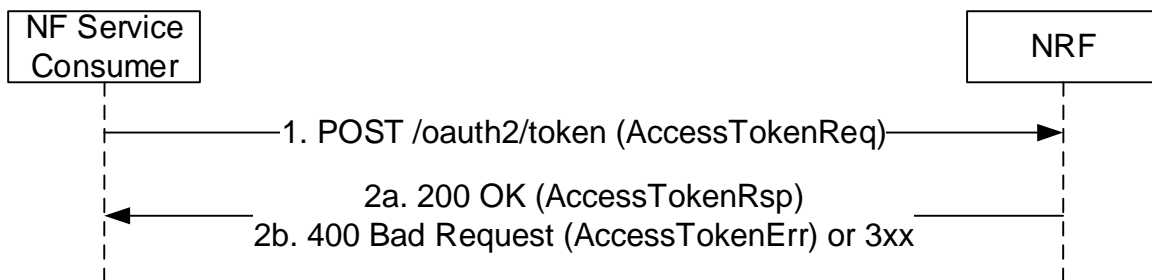 NF Service
Consumer
NRF
1. POST /oauth2/token (AccessTokenReq)
2a. 200 OK (AccessTokenRsp)
2b. 400 Bad Request (AccessTokenErr) or 3xx